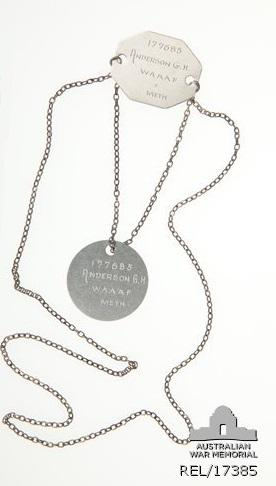 177685
ANDERSON G.H
WAAAF
METH
177685
ANDERSON G.H
WAAAF
METH
AUSTRALIAN
WAR MEMORIAL
REL/17385